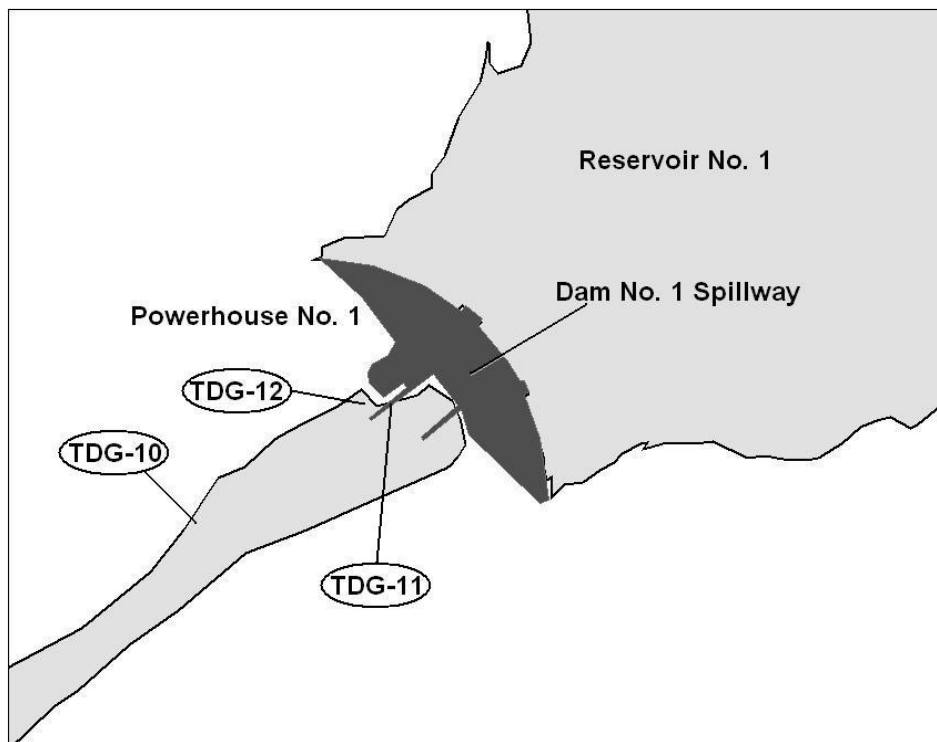 Reservoir No. 1
Dam No. 1 Spillway
Powerhouse No. 1
TDG-12
TDG-10
TDG-11